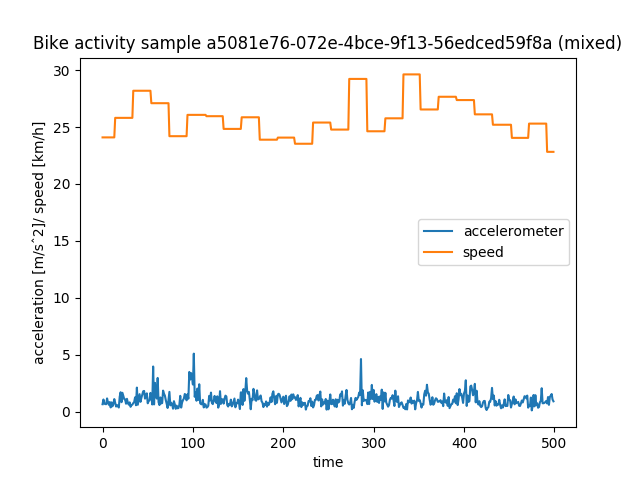 Bike activity sample a5081e76-072e-4bce-9f13-56edced59f8a (mixed)
acceleration [m/s^2]/ speed [km/h]
30
25
20
15
10
5
0
accelerometer
speed
0 100 200 300 400 500
time